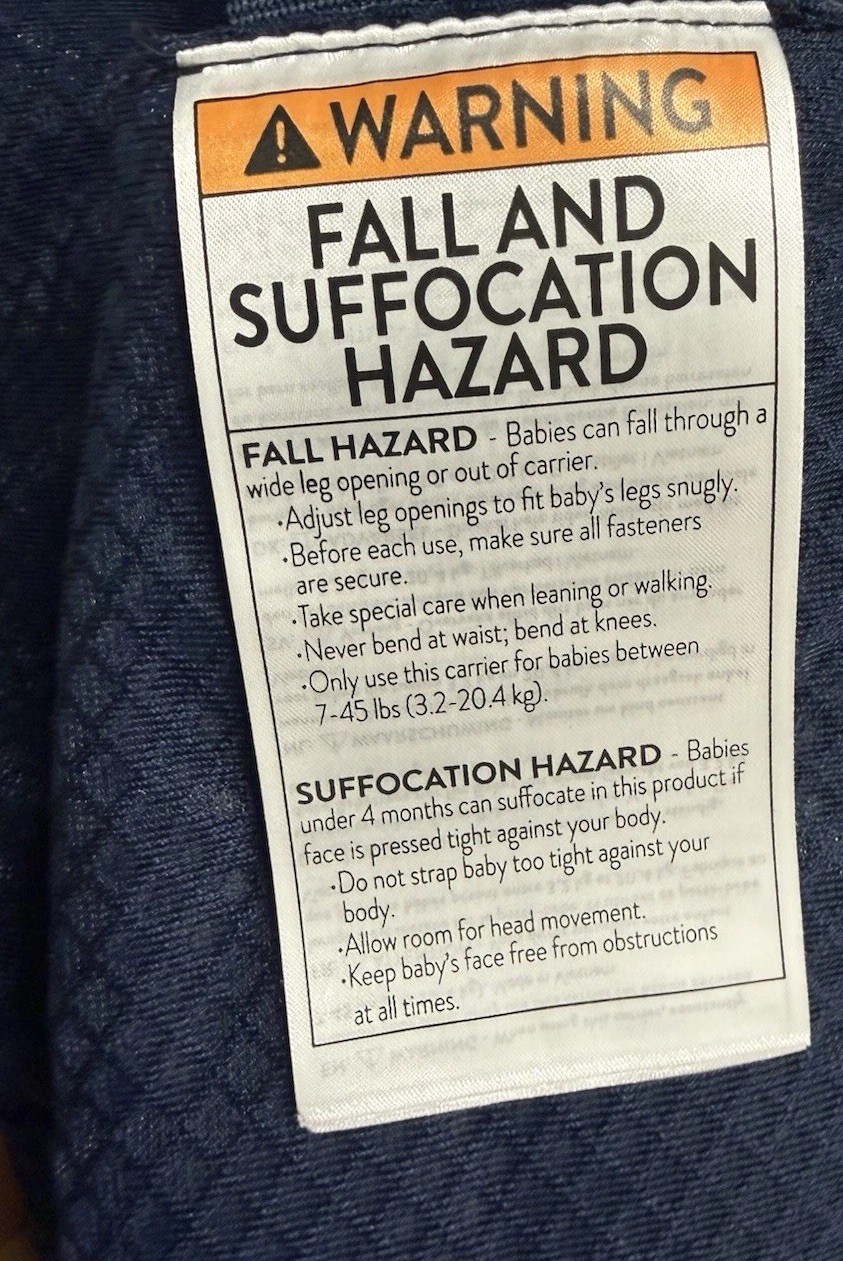 WARNING
FALL AND
SUFFOCATION
HAZARD
FALL HAZARD - Babies can fall through a
wide leg opening or out of carrier.
•Adjust leg openings to fit baby's legs snugly.
•Before each use, make sure all fasteners
are secure.
•Take special care when leaning or walking.
•Never bend at waist; bend at knees.
•Only use this carrier for babies between
7-45 lbs (3.2-20.4 kg).
SUFFOCATION HAZARD - Babies
under 4 months can suffocate in this product if
face is pressed tight against your body.
•Do not strap baby too tight against your
body.
•Allow room for head movement.
•Keep baby's face free from obstructions
at all times.